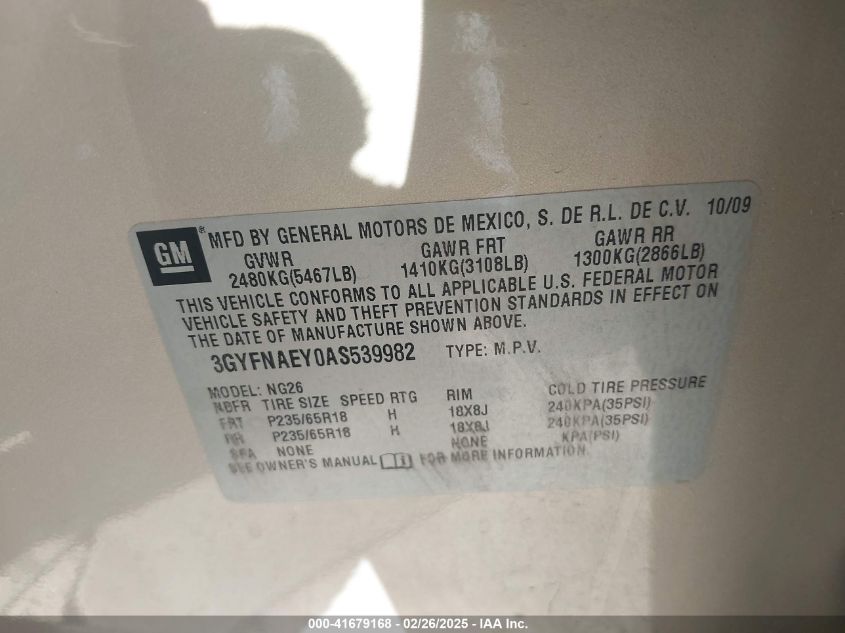 GM® MFD BY GENERAL MOTORS DE MEXICO, S. DE R.L. DE C.V. 10/09
GVWR GAWR FRT GAWR RR
2480KG(5467LB) 1410KG(3108LB) 1300KG(2866LB)
THIS VEHICLE CONFORMS TO ALL APPLICABLE U.S. FEDERAL MOTOR
VEHICLE SAFETY AND THEFT PREVENTION STANDARDS IN EFFECT ON
THE DATE OF MANUFACTURE SHOWN ABOVE.
3GYFNAEY0AS539982 TYPE: M.P.V.
MODEL: NG26
NBFR TIRE SIZE SPEED RTG RIM COLD TIRE PRESSURE
FRT P235/65R18 H 18X8J 240KPA(35PSI)
RR P235/65R18 H 18X8J 240KPA(35PSI)
SPA NONE NONE KPA(PSI)
SEE OWNER'S MANUAL FOR MORE INFORMATION.
000-41679168 - 02/26/2025 - IAA Inc.